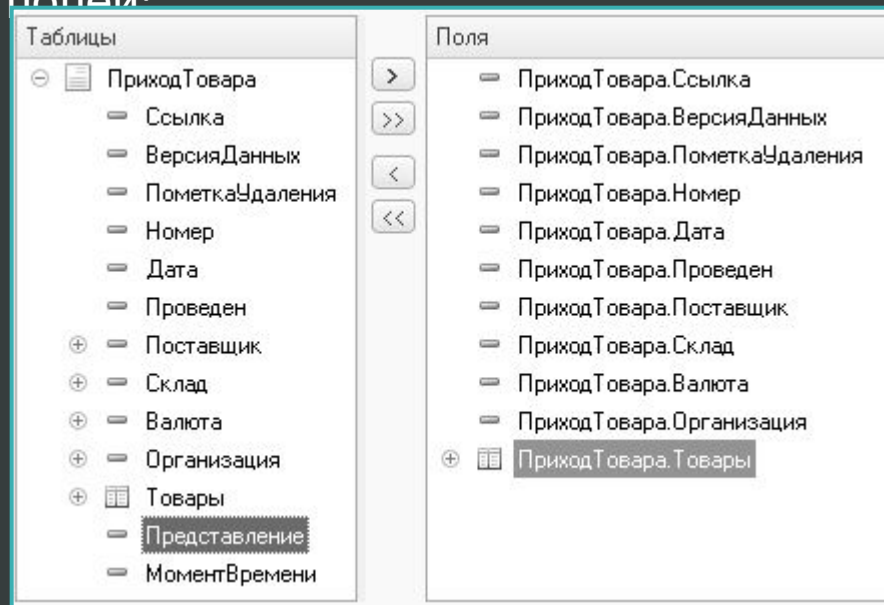 Таблицы
ПриходТовара
Ссылка
ВерсияДанных
ПометкаУдаления
Номер
Дата
Проведен
Поставщик
Склад
Валюта
Организация
Товары
Представление
МоментВремени
>
>>
<
<<
Поля
ПриходТовара.Ссылка
ПриходТовара.ВерсияДанных
ПриходТовара.ПометкаУдаления
ПриходТовара.Номер
ПриходТовара.Дата
ПриходТовара.Проведен
ПриходТовара.Поставщик
ПриходТовара.Склад
ПриходТовара.Валюта
ПриходТовара.Организация
ПриходТовара.Товары